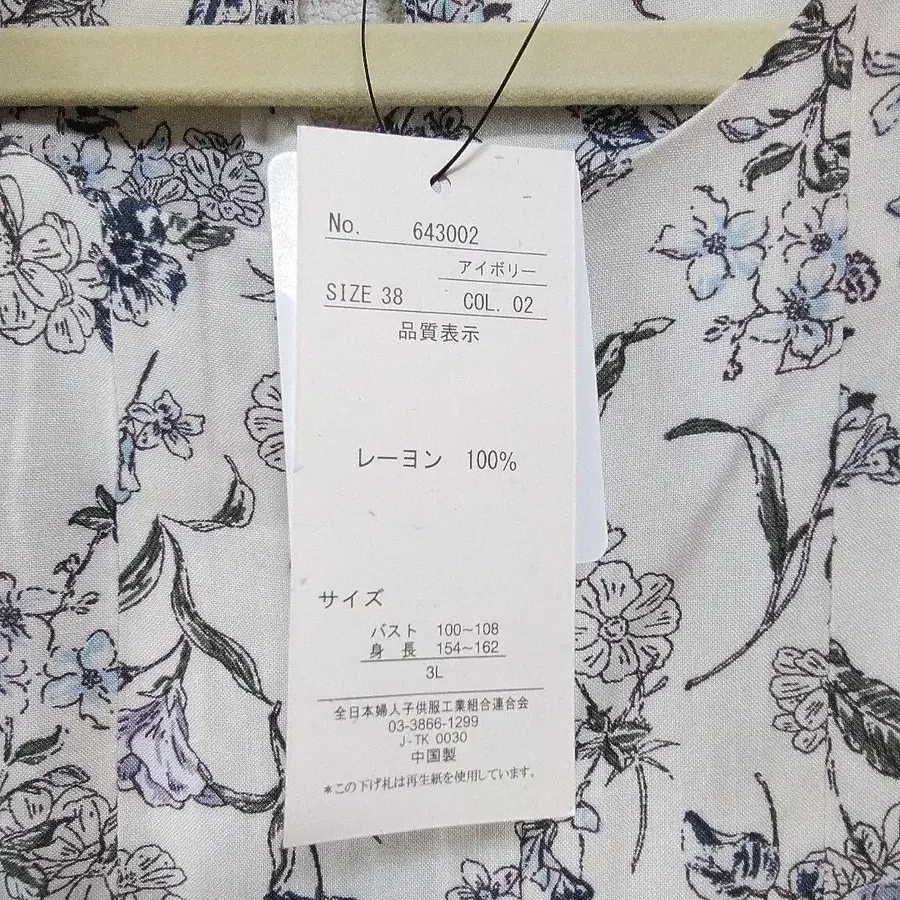 No. 643002
アイボリー
SIZE 38 COL. 02
品質表示
レーヨン 100%
サイズ
バスト 100~108
身長 154~162
3L
全日本婦人子供服工業組合連合会
03-3866-1299
J-TK 0030
中国製
*この下げ札は再生紙を使用しています。